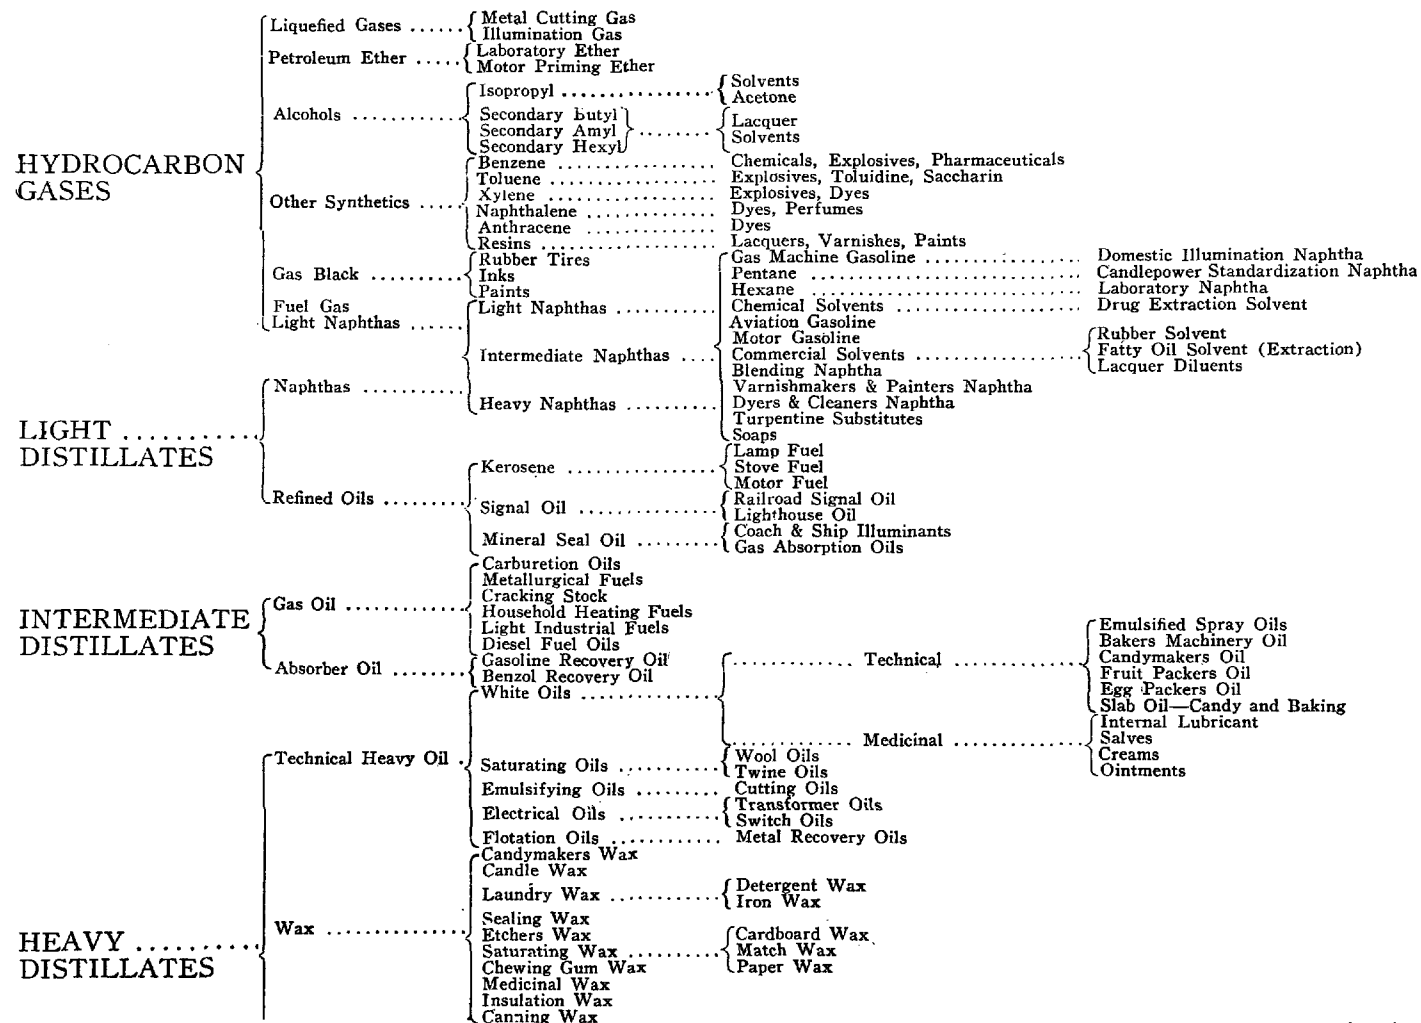 Liquefied Gases ...... Metal Cutting Gas
Illumination Gas
Petroleum Ether ..... Laboratory Ether
Motor Priming Ether
Alcohols ............ Isopropyl ................ Solvents
Acetone
Secondary Butyl
Secondary Amyl ......... Lacquer
Solvents
Secondary Hexyl
HYDROCARBON
GASES
Other Synthetics ..... Benzene ................ Chemicals, Explosives, Pharmaceuticals
Toluene ................ Explosives, Toluidine, Saccharin
Xylene ................ Explosives, Dyes
Naphthalene ............. Dyes, Perfumes
Anthracene ............. Dyes
Resins .................. Lacquers, Varnishes, Paints
Gas Black ........... Rubber Tires
Inks
Paints
Fuel Gas
Light Naphthas ....... Light Naphthas ..........
Gas Machine Gasoline ................ Domestic Illumination Naphtha
Pentane ............................ Candlepower Standardization Naphtha
Hexane ............................ Laboratory Naphtha
Chemical Solvents .................... Drug Extraction Solvent
Aviation Gasoline
Motor Gasoline
Intermediate Naphthas .... Commercial Solvents ................ Rubber Solvent
Fatty Oil Solvent (Extraction)
Lacquer Diluents
Blending Naphtha
Naphthas ........... Heavy Naphthas .........
Varnishmakers & Painters Naphtha
Dyers & Cleaners Naphtha
Turpentine Substitutes
Soaps
LIGHT ............
DISTILLATES
Refined Oils ........ Kerosene ............... Lamp Fuel
Stove Fuel
Motor Fuel
Signal Oil .............. Railroad Signal Oil
Lighthouse Oil
Mineral Seal Oil ........ Coach & Ship Illuminants
Gas Absorption Oils
INTERMEDIATE
DISTILLATES
Gas Oil ............ Carburetion Oils
Metallurgical Fuels
Cracking Stock
Household Heating Fuels
Light Industrial Fuels
Diesel Fuel Oils
Absorber Oil ........ Gasoline Recovery Oil
Benzol Recovery Oil
HEAVY ............
DISTILLATES
Technical Heavy Oil . White Oils ..............
............ Technical ............... Emulsified Spray Oils
Bakers Machinery Oil
Candymakers Oil
Fruit Packers Oil
Egg Packers Oil
Slab Oil—Candy and Baking
............ Medicinal ............... Internal Lubricant
Salves
Creams
Ointments
Saturating Oils .......... Wool Oils
Twine Oils
Emulsifying Oils ........ Cutting Oils
Electrical Oils .......... Transformer Oils
Switch Oils
Flotation Oils ........... Metal Recovery Oils
Wax ................ Candymakers Wax
Candle Wax
Laundry Wax ............ Detergent Wax
Iron Wax
Sealing Wax
Etchers Wax
Saturating Wax .......... Cardboard Wax
Match Wax
Paper Wax
Chewing Gum Wax
Medicinal Wax
Insulation Wax
Canning Wax